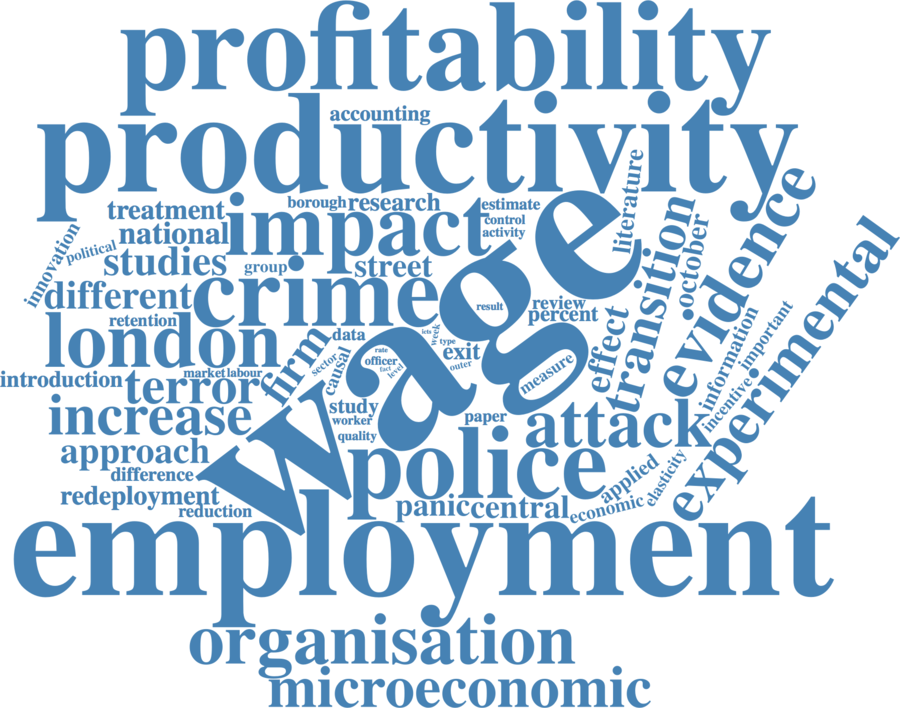 profitability
productivity
accounting
literature
evidence
treatment
borough
research
estimate
impact
national
control
activity
wage
transition
october
innovation
political
studies
group
street
experimental
different
crime
result
review
percent
retention
london
data
icts
week
type
effect
information
important
introduction
market
labour
terror
firm
sector
causal
rate
officer
fact
level
exit
outer
measure
incentive
increase
study
worker
quality
paper
attack
approach
police
difference
redeployment
reduction
panic
central
economic
applied
elasticity
employment
organisation
microeconomic